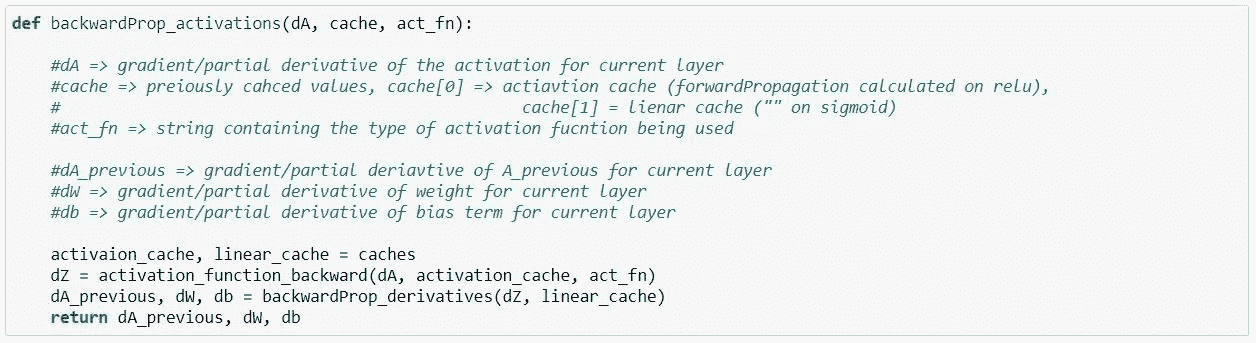 def backwardProp_activations(dA, cache, act_fn):
#dA => gradient/partial derivative of the activation for current layer
#cache => preiously cahced values, cache[0] => actiavtion cache (forwardPropagation calculated on relu),
# cache[1] = lienar cache ("" on sigmoid)
#act_fn => string containing the type of activation fucntion being used
#dA_previous => gradient/partial deriavtive of A_previous for current layer
#dW => gradient/partial derivative of weight for current layer
#db => gradient/partial derivative of bias term for current layer
activaion_cache, linear_cache = caches
dZ = activation_function_backward(dA, activation_cache, act_fn)
dA_previous, dW, db = backwardProp_derivatives(dZ, linear_cache)
return dA_previous, dW, db